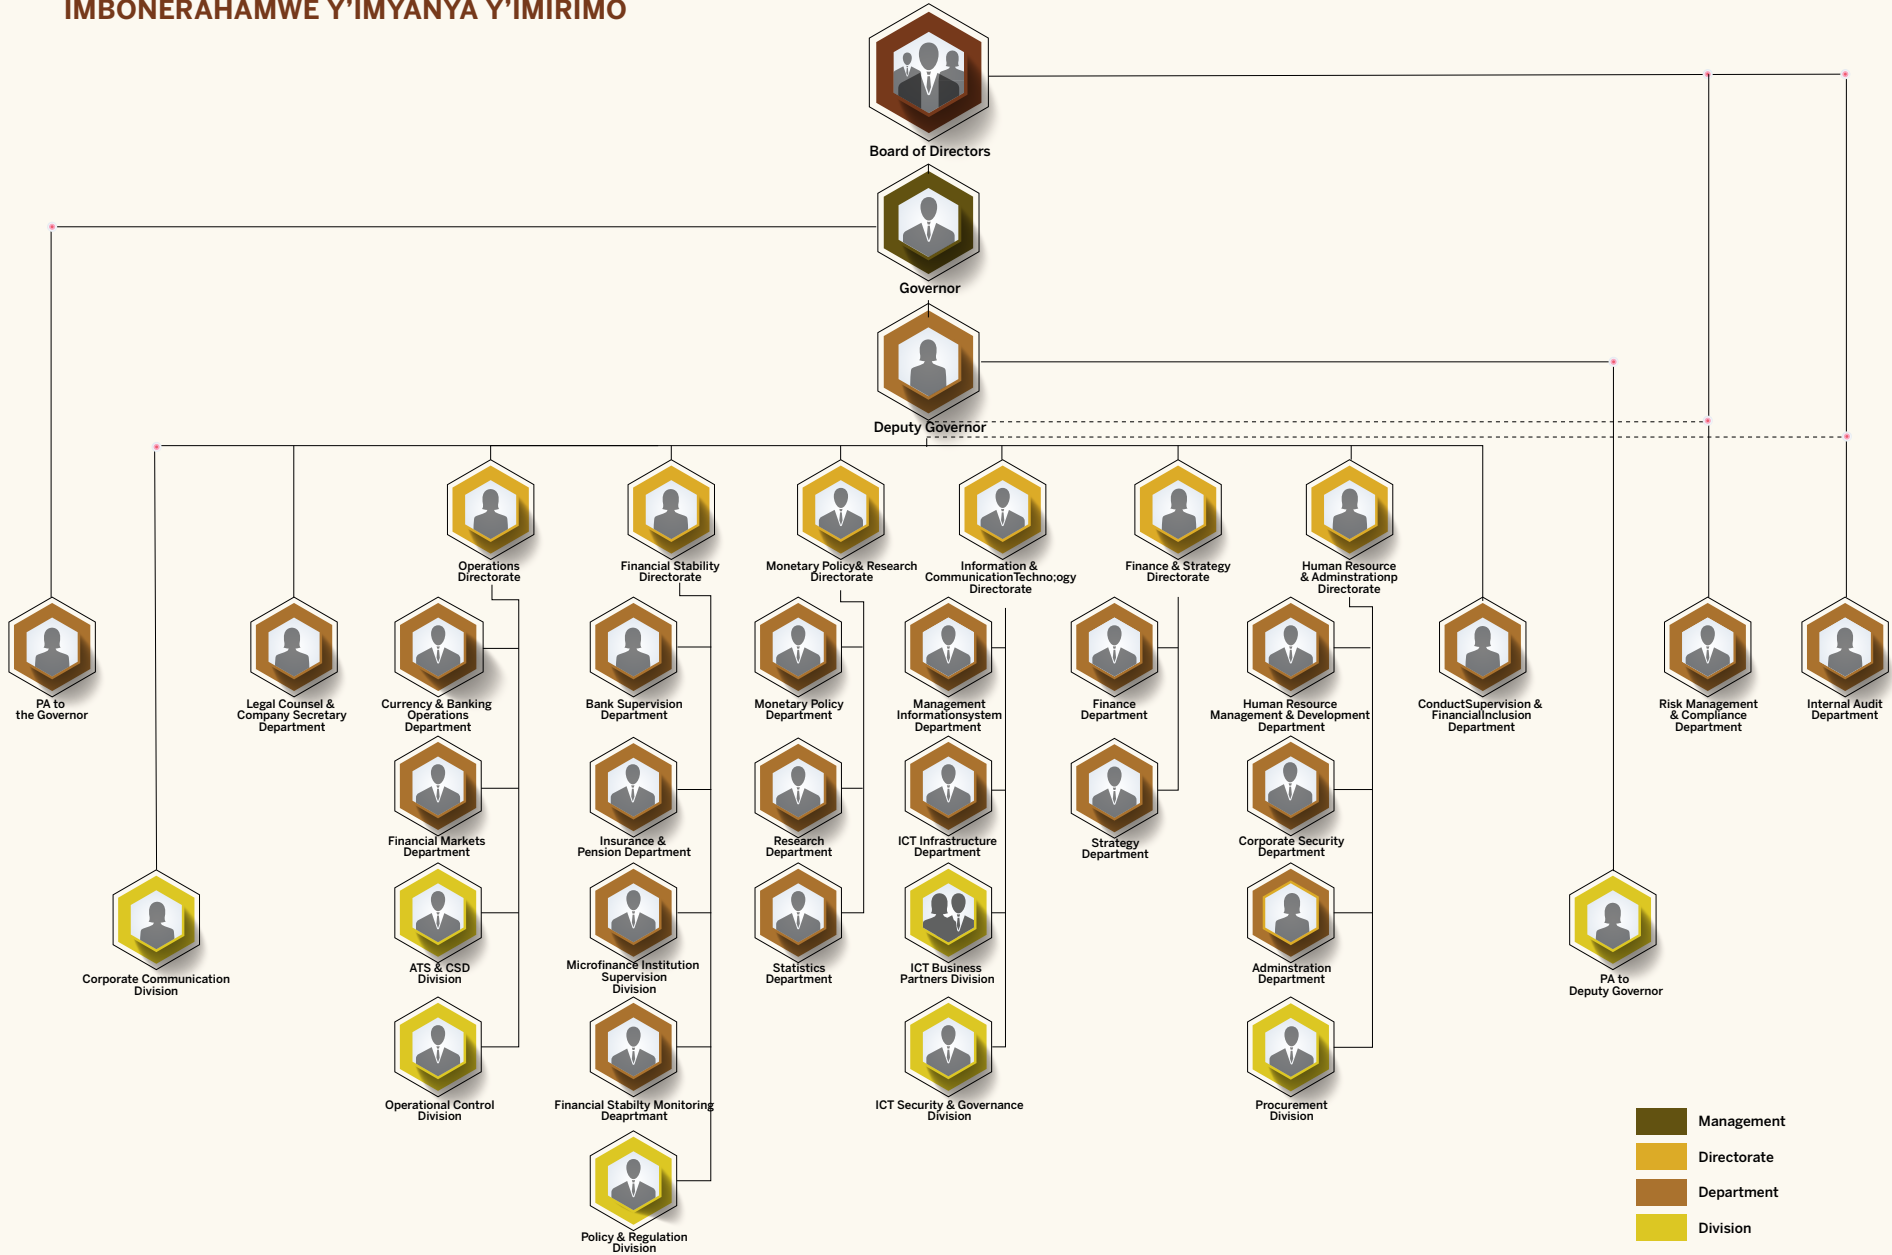 IMBONERAHAMWE Y'IMYANYA Y'IMIRIMO
Board of Directors
Governor
Deputy Governor
Operations
Directorate
Financial Stability
Directorate
Monetary Policy& Research
Directorate
Information &
CommunicationTechno;ogy
Directorate
Finance & Strategy
Directorate
Human Resource
& Adminstrationp
Directorate
PA to
the Governor
Legal Counsel &
Company Secretary
Department
Currency & Banking
Operations
Department
Bank Supervision
Department
Monetary Policy
Department
Management
Informationsystem
Department
Finance
Department
Human Resource
Management & Development
Department
ConductSupervision &
FinancialInclusion
Department
Risk Management
& Compliance
Department
Internal Audit
Department
Financial Markets
Department
Insurance &
Pension Department
Research
Department
ICT Infrastructure
Department
Strategy
Department
Corporate Security
Department
Corporate Communication
Division
ATS & CSD
Division
Microfinance Institution
Supervision
Division
Statistics
Department
ICT Business
Partners Division
Adminstration
Department
PA to
Deputy Governor
Operational Control
Division
Financial Stabilty Monitoring
Deaprtmant
ICT Security & Governance
Division
Procurement
Division
Policy & Regulation
Division
Management
Directorate
Department
Division